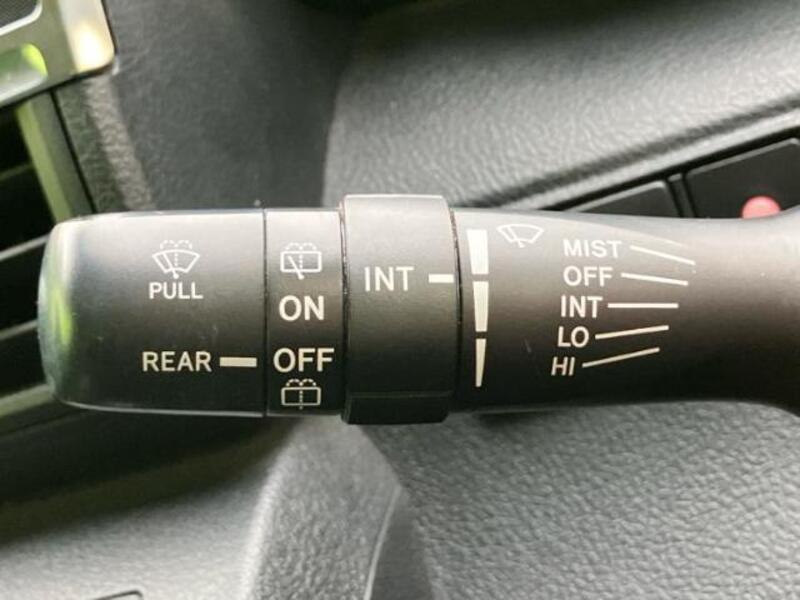 PULL
REAR
ON
OFF
INT
MIST
OFF
INT
LO
HI